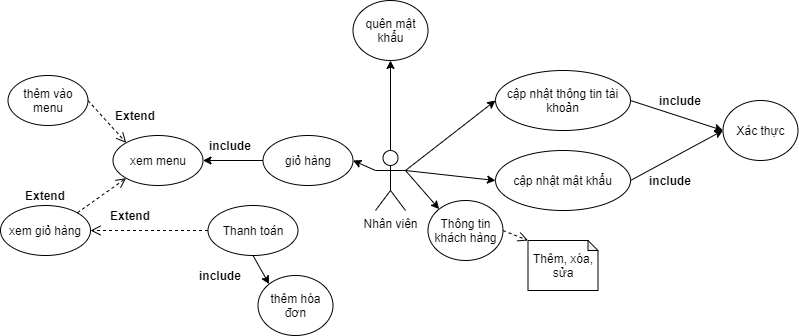 quên mật
khẩu
thêm vào
menu
Extend
cập nhật thông tin tài
khoản
include
Xác thực
xem menu
include
giỏ hàng
cập nhật mật khẩu
include
Extend
Nhân viên
xem giỏ hàng
Extend
Thanh toán
Thông tin
khách hàng
Thêm, xóa,
sửa
include
thêm hóa
đơn